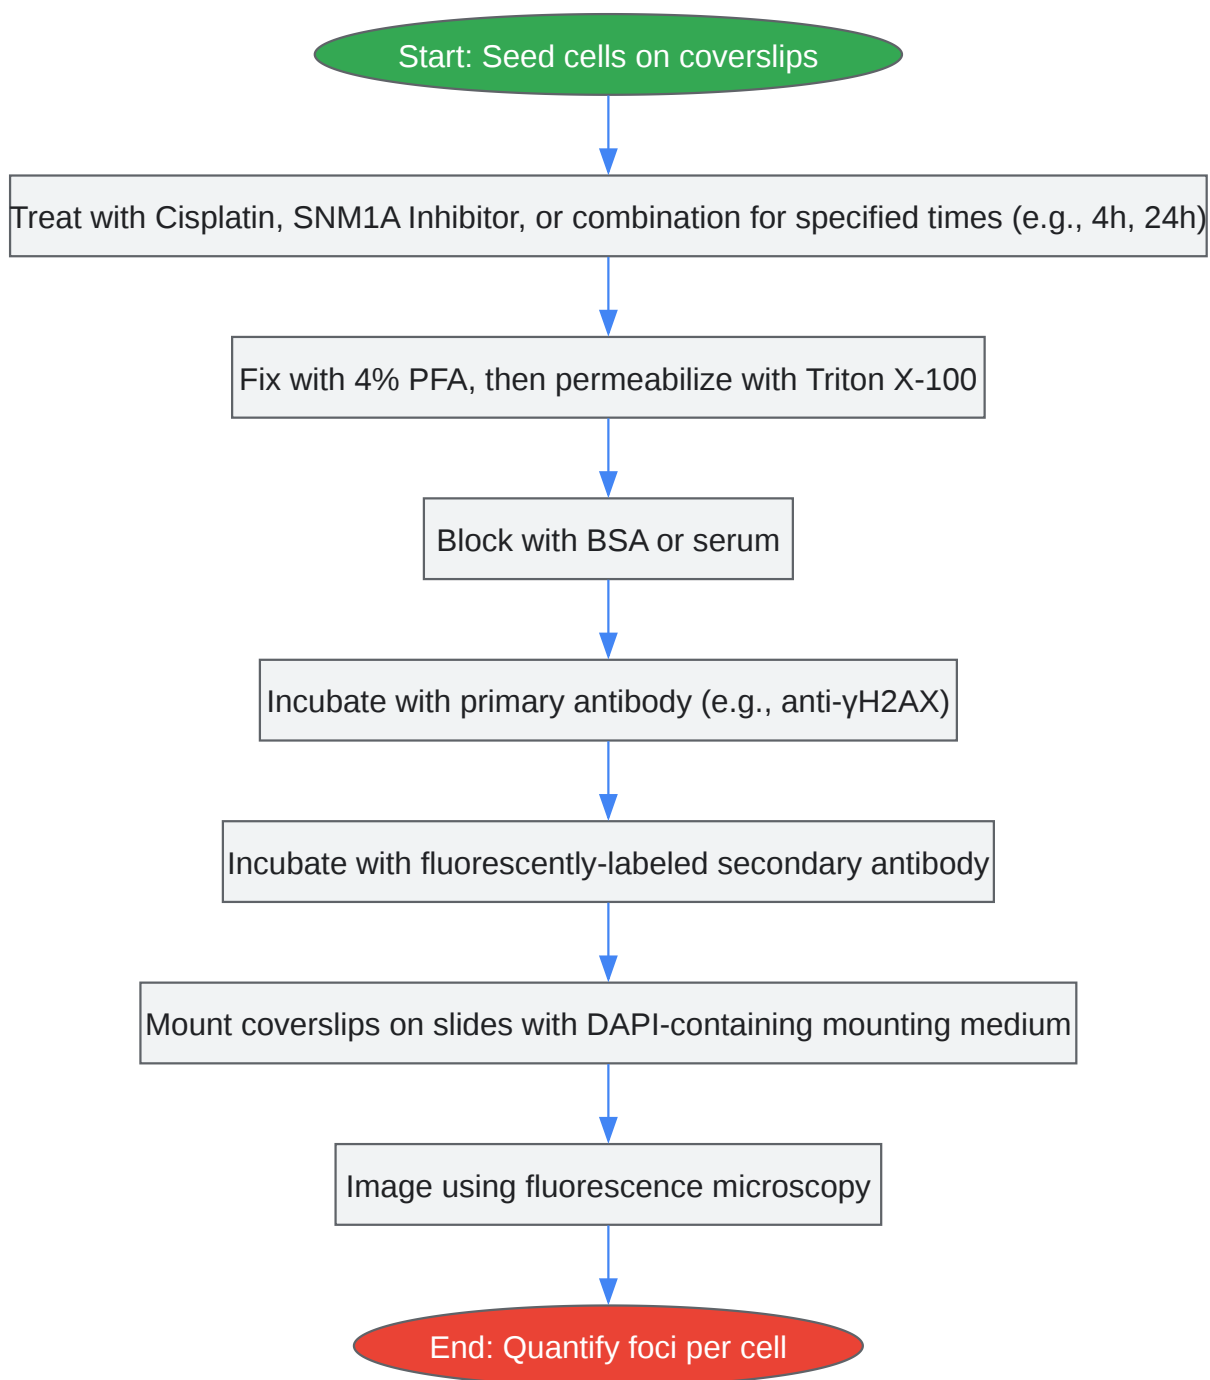 Start: Seed cells on coverslips
Treat with Cisplatin, SNM1A Inhibitor, or combination for specified times (e.g., 4h, 24h)
Fix with 4% PFA, then permeabilize with Triton X-100
Block with BSA or serum
Incubate with primary antibody (e.g., anti-γH2AX)
Incubate with fluorescently-labeled secondary antibody
Mount coverslips on slides with DAPI-containing mounting medium
Image using fluorescence microscopy
End: Quantify foci per cell